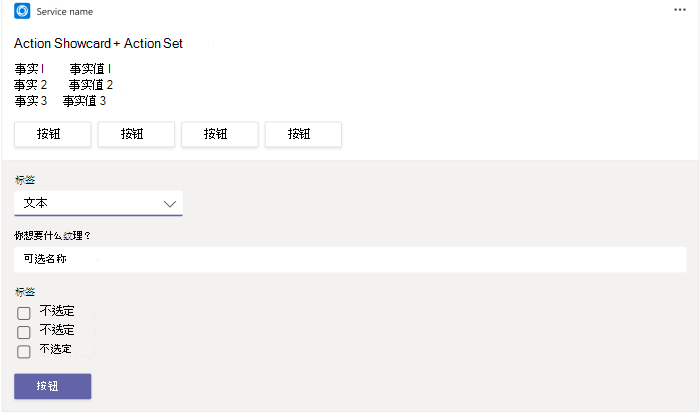 Service name
Action Showcard + Action Set
事实 l 事实值 l
事实 2 事实值 2
事实 3 事实值 3
按钮 按钮 按钮 按钮
标签
文本
你想要什么纹理？
可选名称
标签
不选定
不选定
不选定
按钮